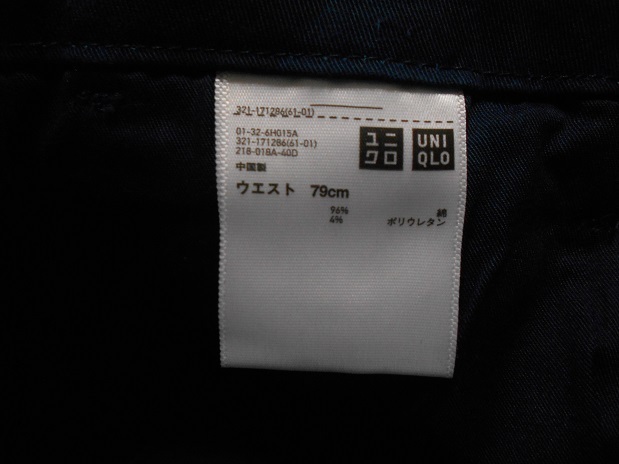 321-171286(61-01)
01-32-6HG15A
321-171286(61-01)
218-018A-40D
中国製
ユニ
クロ
UNI
QLO
ウエスト 79cm
96% 綿
4% ポリウレタン